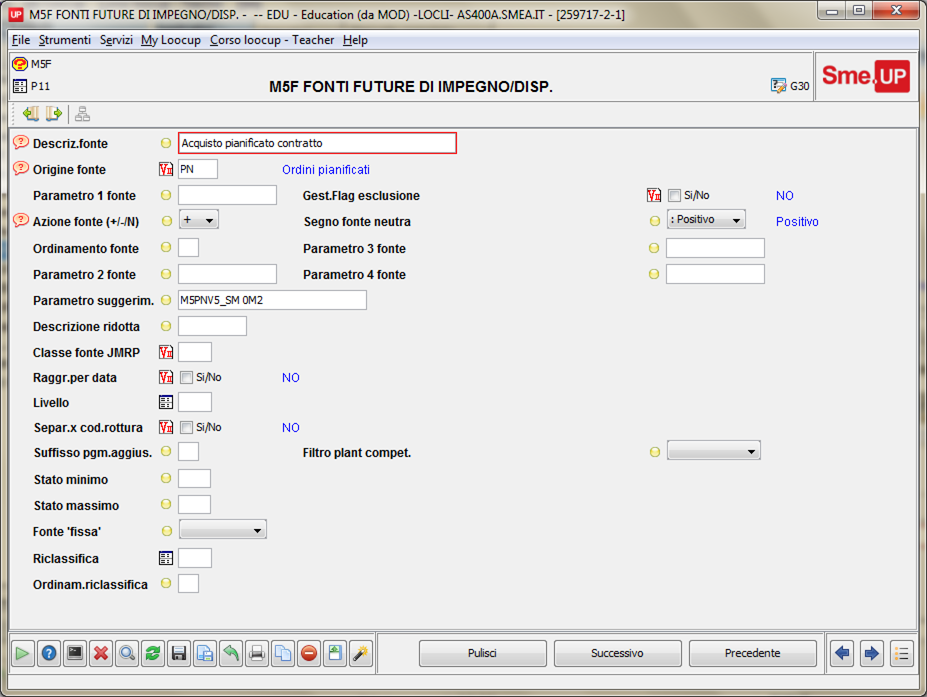 UP M5F FONTI FUTURE DI IMPEGNO/DISP. - -- EDU - Education (da MOD) -LOCLI- AS400A.SMEA.IT - [259717-2-1]
File Strumenti Servizi My Loocup Corso loocup - Teacher Help
M5F
P11 M5F FONTI FUTURE DI IMPEGNO/DISP. G30 Sme.UP
Descriz.fonte Acquisto pianificato contratto
Origine fonte PN Ordini pianificati
Parametro 1 fonte Gest.Flag esclusione Si/No NO
Azione fonte (+/-/N) + Segno fonte neutra : Positivo Positivo
Ordinamento fonte Parametro 3 fonte
Parametro 2 fonte Parametro 4 fonte
Parametro suggerim. M5PNV5_SM 0M2
Descrizione ridotta
Classe fonte JMRP
Raggr.per data Si/No NO
Livello
Separ.x cod.rottura Si/No NO
Suffisso pgm.aggius. Filtro plant compet.
Stato minimo
Stato massimo
Fonte 'fissa'
Riclassifica
Ordinam.riclassifica
Pulisci Successivo Precedente